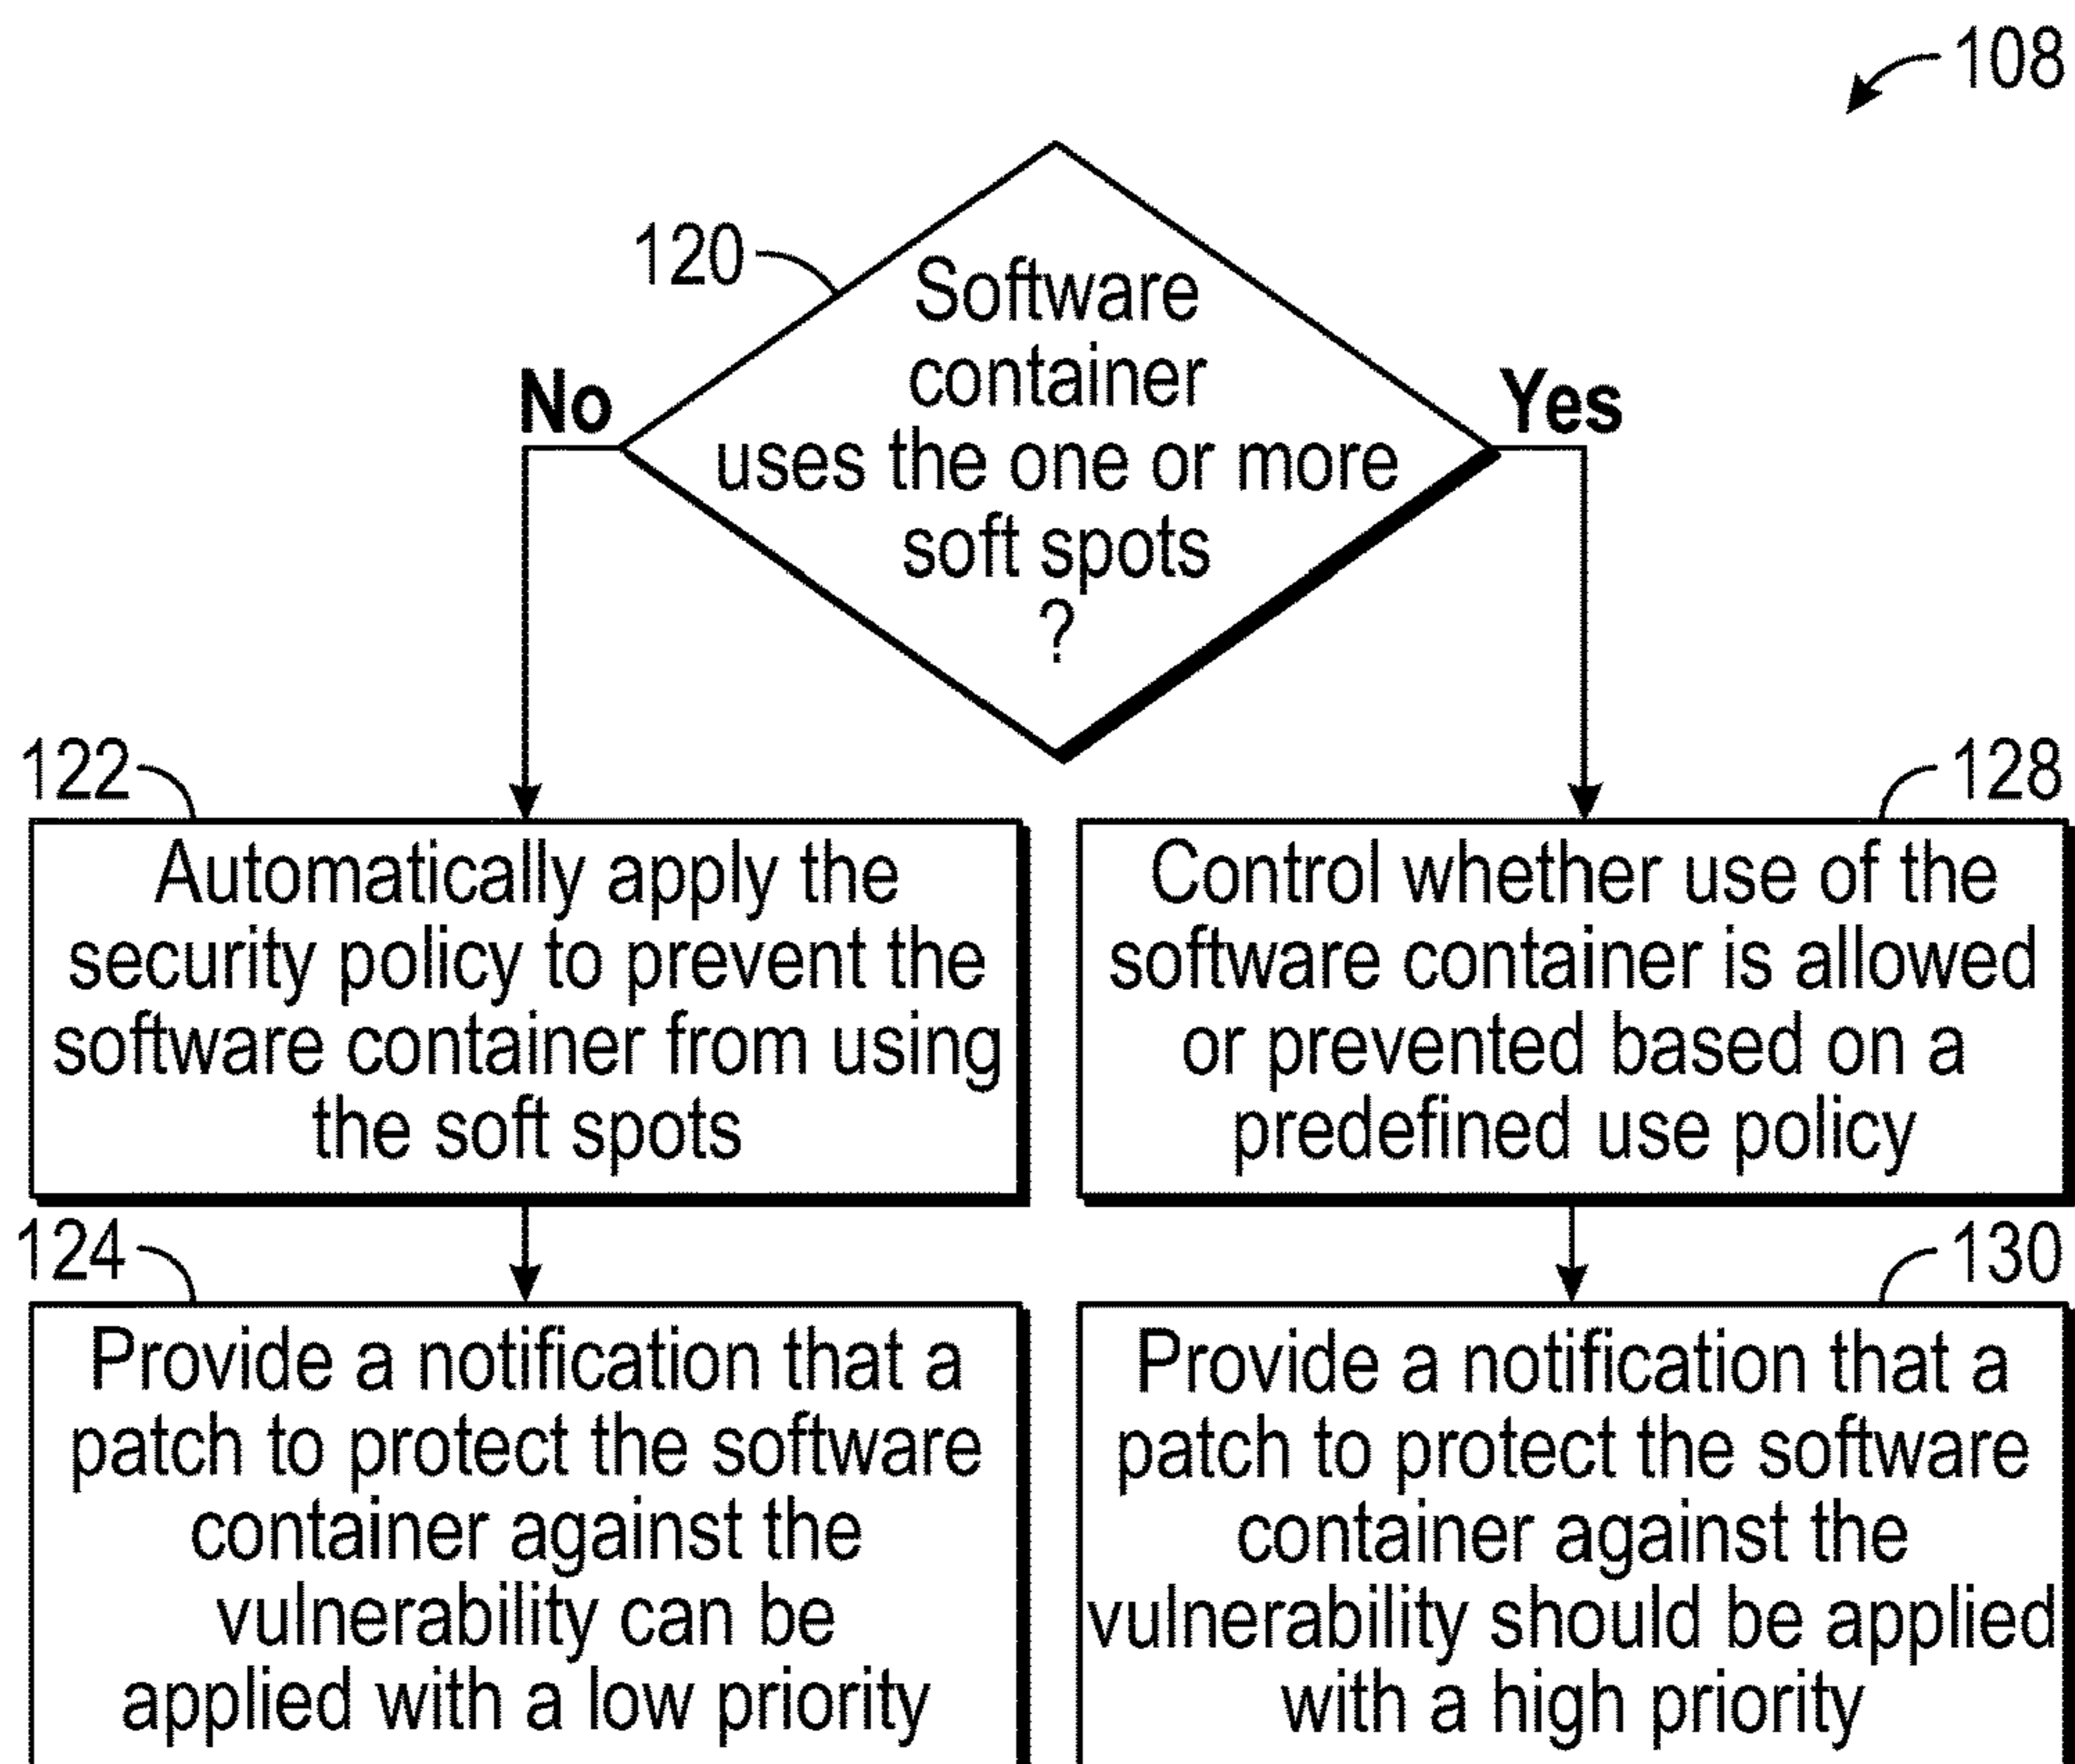 108
120
Software
container
uses the one or more
soft spots
?
No
Yes
122
Automatically apply the
security policy to prevent the
software container from using
the soft spots
128
Control whether use of the
software container is allowed
or prevented based on a
predefined use policy
124
Provide a notification that a
patch to protect the software
container against the
vulnerability can be
applied with a low priority
130
Provide a notification that a
patch to protect the software
container against the
vulnerability should be applied
with a high priority